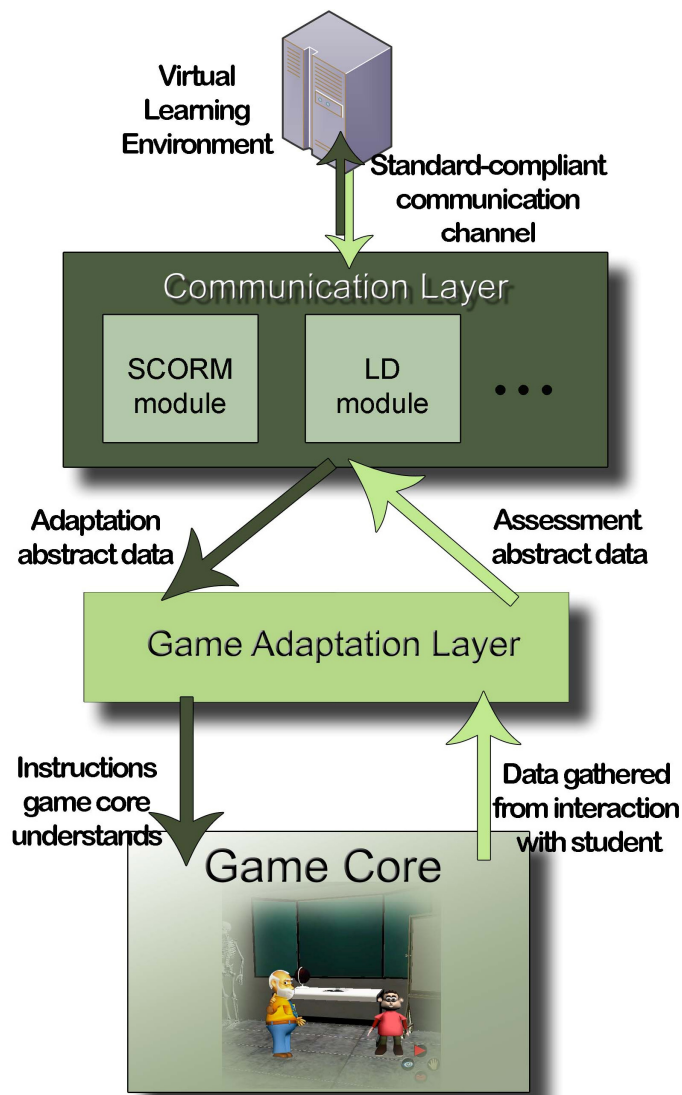 Virtual
Learning
Environment
Standard-compliant
communication
channel
Communication Layer
SCORM
module
LD
module
...
Adaptation
abstract data
Assessment
abstract data
Game Adaptation Layer
Instructions
game core
understands
Data gathered
from interaction
with student
Game Core